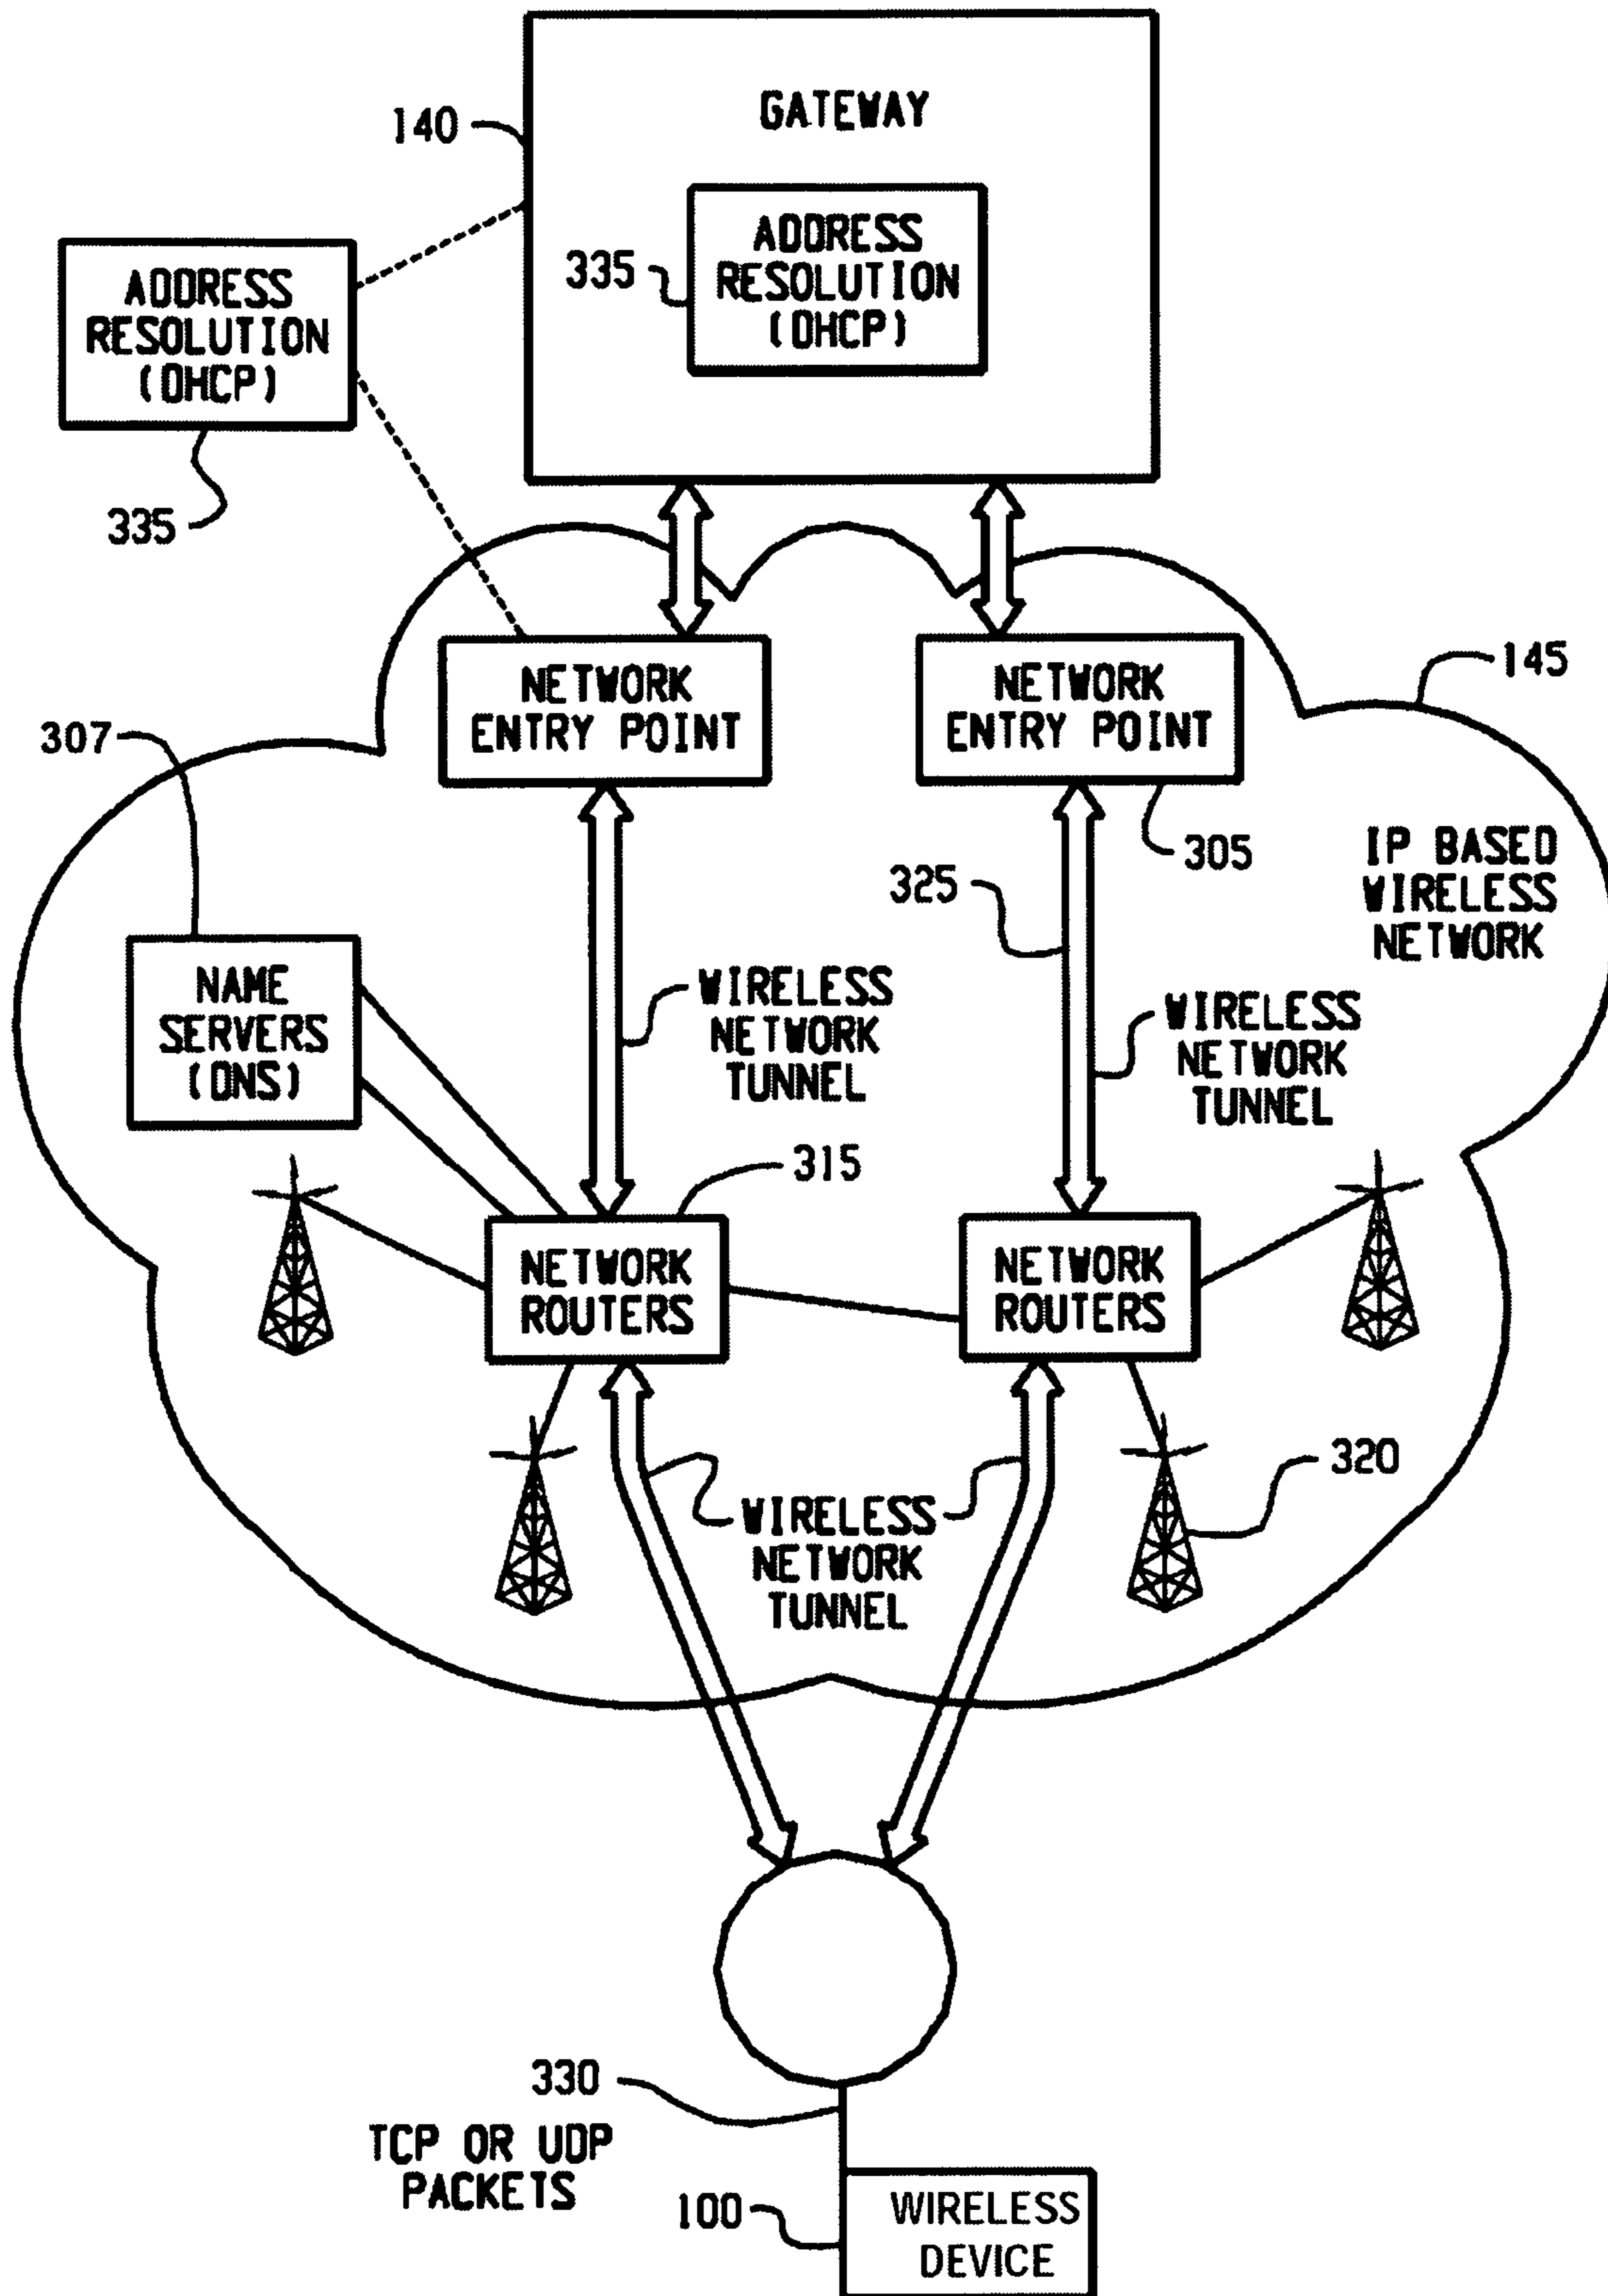 GATEWAY
140
ADDRESS
RESOLUTION
(DHCP)
335
ADDRESS
RESOLUTION
(DHCP)
335
NETWORK
ENTRY POINT
NETWORK
ENTRY POINT
145
307
305
IP BASED
WIRELESS
NETWORK
325
NAME
SERVERS
(DNS)
WIRELESS
NETWORK
TUNNEL
WIRELESS
NETWORK
TUNNEL
315
NETWORK
ROUTERS
NETWORK
ROUTERS
320
WIRELESS
NETWORK
TUNNEL
330
TCP OR UDP
PACKETS
100
WIRELESS
DEVICE